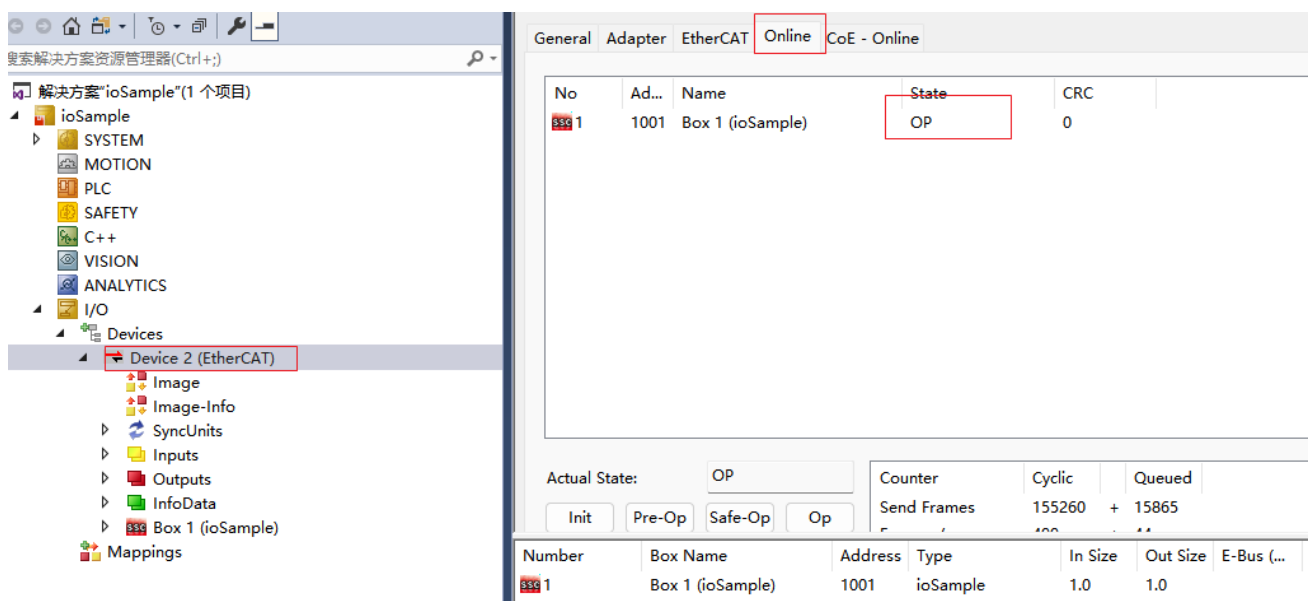 搜索解决方案资源管理器(Ctrl+;)
解决方案"ioSample"(1 个项目)
ioSample
SYSTEM
MOTION
PLC
SAFETY
C++
VISION
ANALYTICS
I/O
Devices
Device 2 (EtherCAT)
Image
Image-Info
SyncUnits
Inputs
Outputs
InfoData
Box 1 (ioSample)
Mappings
General Adapter EtherCAT Online CoE - Online
No Ad... Name State CRC
1 1001 Box 1 (ioSample) OP 0
Actual State: OP
Init Pre-Op Safe-Op Op
Counter Cyclic Queued
Send Frames 155260 + 15865
Number Box Name Address Type In Size Out Size E-Bus (...
1 Box 1 (ioSample) 1001 ioSample 1.0 1.0